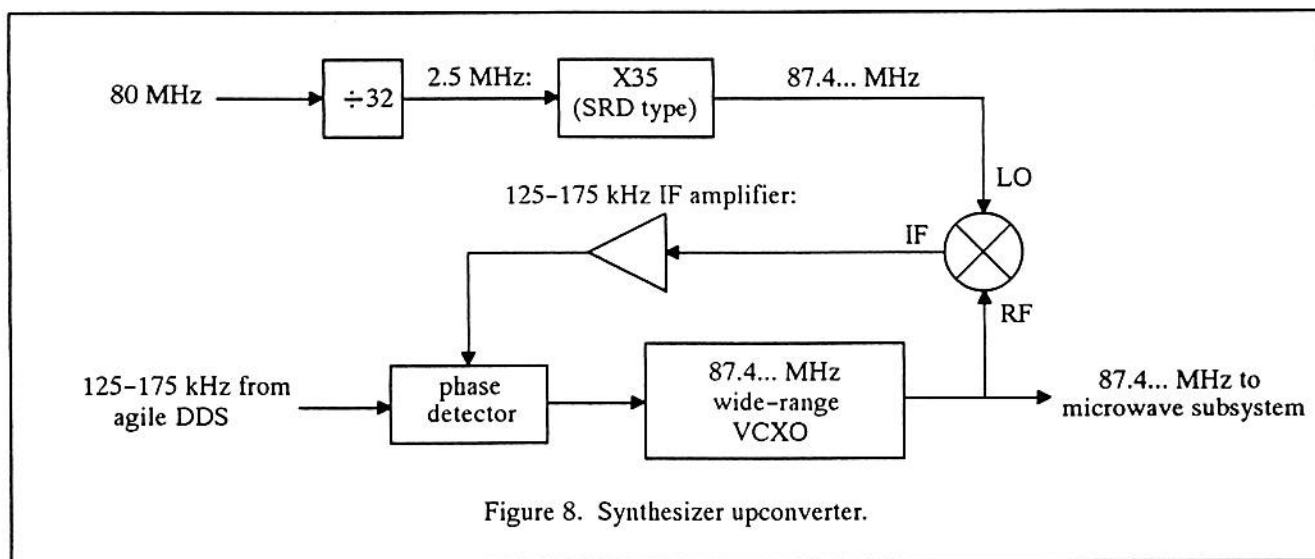 80 MHz
÷32
2.5 MHz:
X35
(SRD type)
87.4... MHz
LO
125-175 kHz IF amplifier:
IF
RF
125-175 kHz from
agile DDS
phase
detector
87.4... MHz
wide-range
VCXO
87.4... MHz to
microwave subsystem
Figure 8. Synthesizer upconverter.